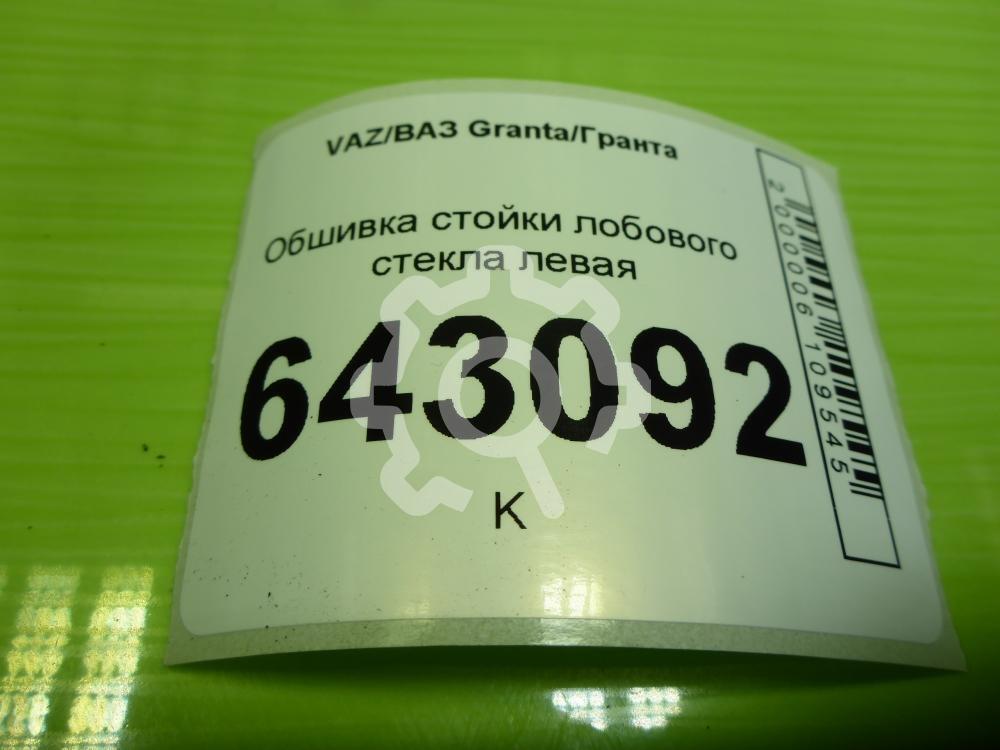 VAZ/ВАЗ Granta/Гранта
Обшивка стойки лобового
стекла левая
643092
К
2000006109545